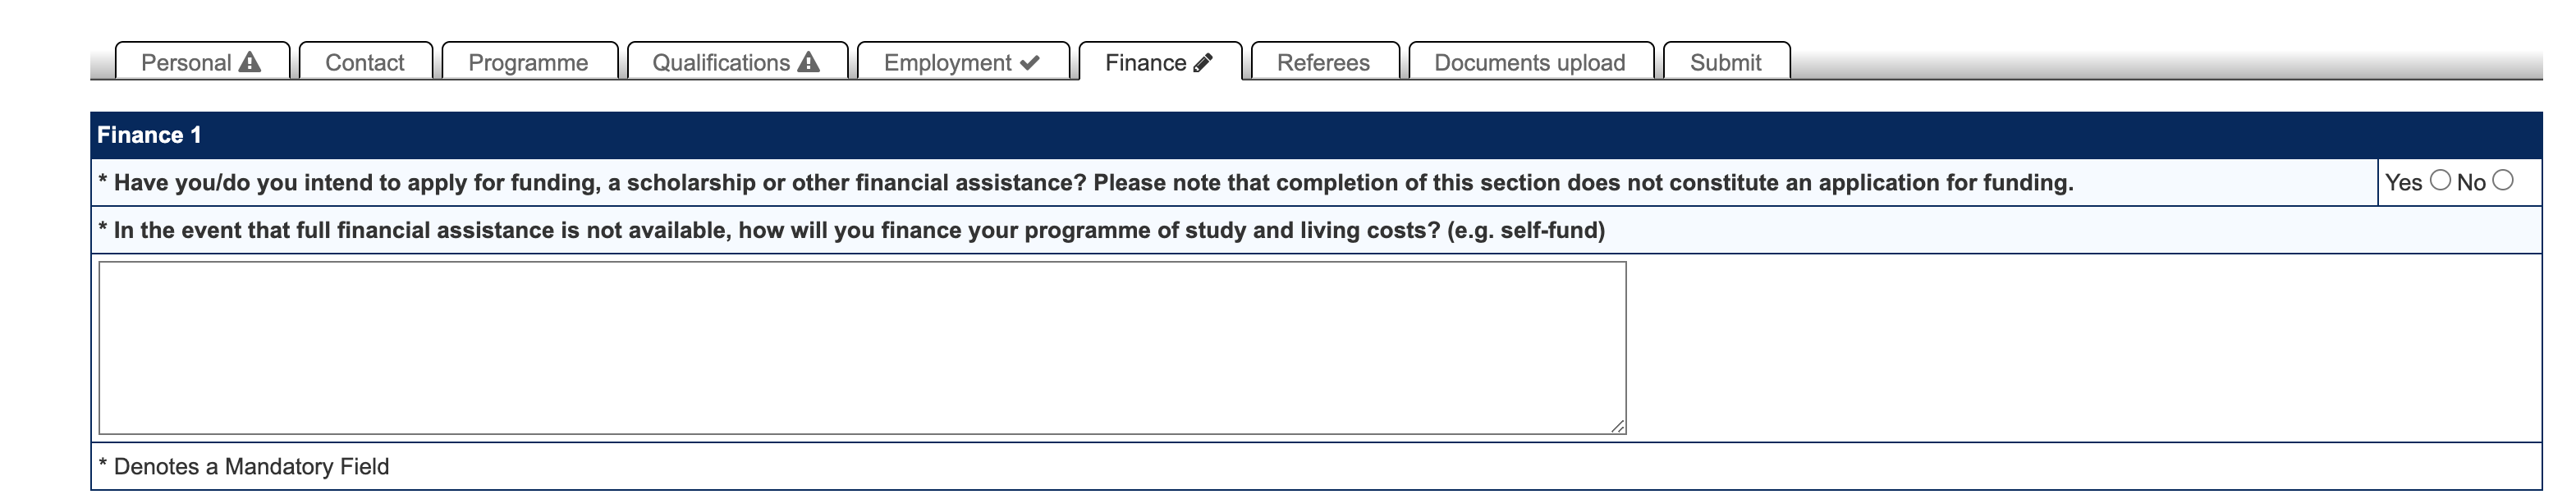 Personal Contact Programme Qualifications Employment Finance Referees Documents upload Submit
Finance 1
* Have you/do you intend to apply for funding, a scholarship or other financial assistance? Please note that completion of this section does not constitute an application for funding. Yes No
* In the event that full financial assistance is not available, how will you finance your programme of study and living costs? (e.g. self-fund)
* Denotes a Mandatory Field